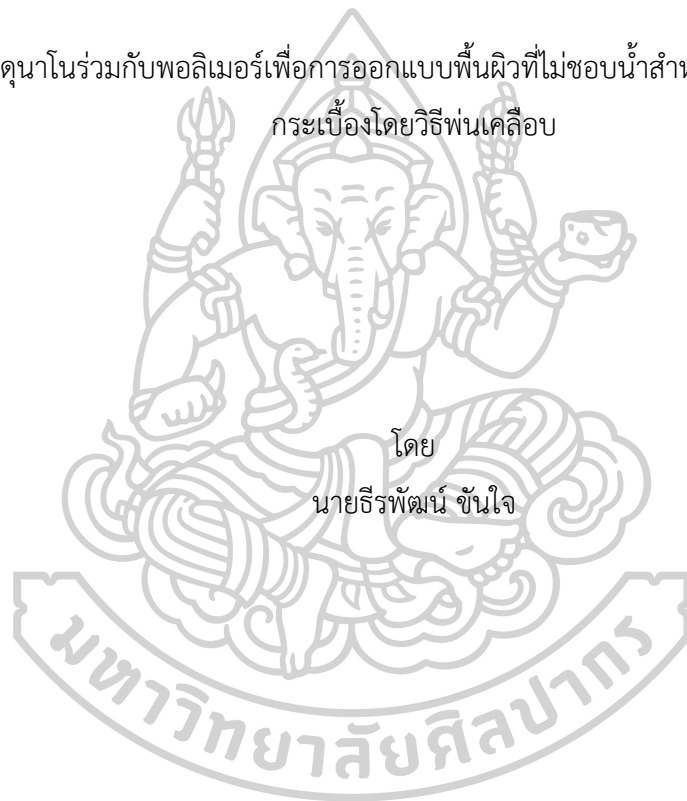 ดุนาโนร่วมกับพอลิเมอร์เพื่อการออกแบบพื้นผิวที่ไม่ชอบน้ำสำห
กระเบื้องโดยวิธีพ่นเคลือบ
โดย
นายธีรพัฒน์ ขันใจ
มหาวิทยาลัยศิลปากร